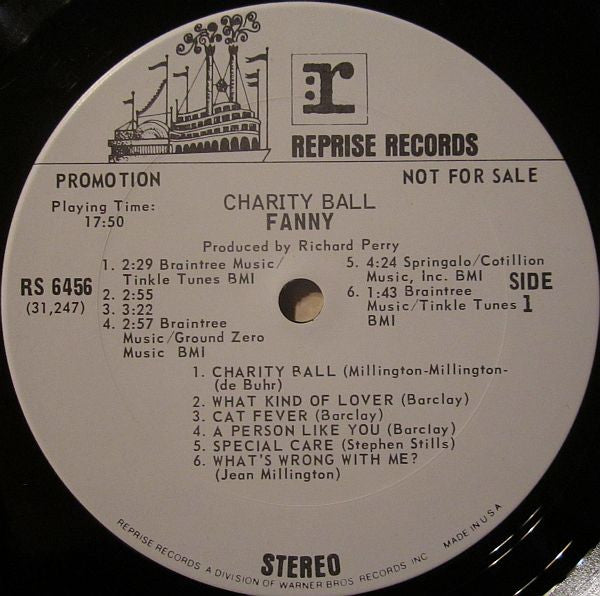 r
REPRISE RECORDS
PROMOTION
NOT FOR SALE
Playing Time:
17:50
CHARITY BALL
FANNY
Produced by Richard Perry
RS 6456
(31,247)
1. 2:29 Braintree Music/
Tinkle Tunes BMI
2. 2:55
3. 3:22
4. 2:57 Braintree
Music/Ground Zero
Music BMI
5. 4:24 Springalo/Cotillion
Music, Inc. BMI
6. 1:43 Braintree
Music/Tinkle Tunes
BMI
SIDE
1
1. CHARITY BALL (Millington-Millington-
(de Buhr)
2. WHAT KIND OF LOVER (Barclay)
3. CAT FEVER (Barclay)
4. A PERSON LIKE YOU (Barclay)
5. SPECIAL CARE (Stephen Stills)
6. WHAT'S WRONG WITH ME?
(Jean Millington)
STEREO
REPRISE RECORDS A DIVISION OF WARNER BROS. RECORDS INC. MADE IN U.S.A.